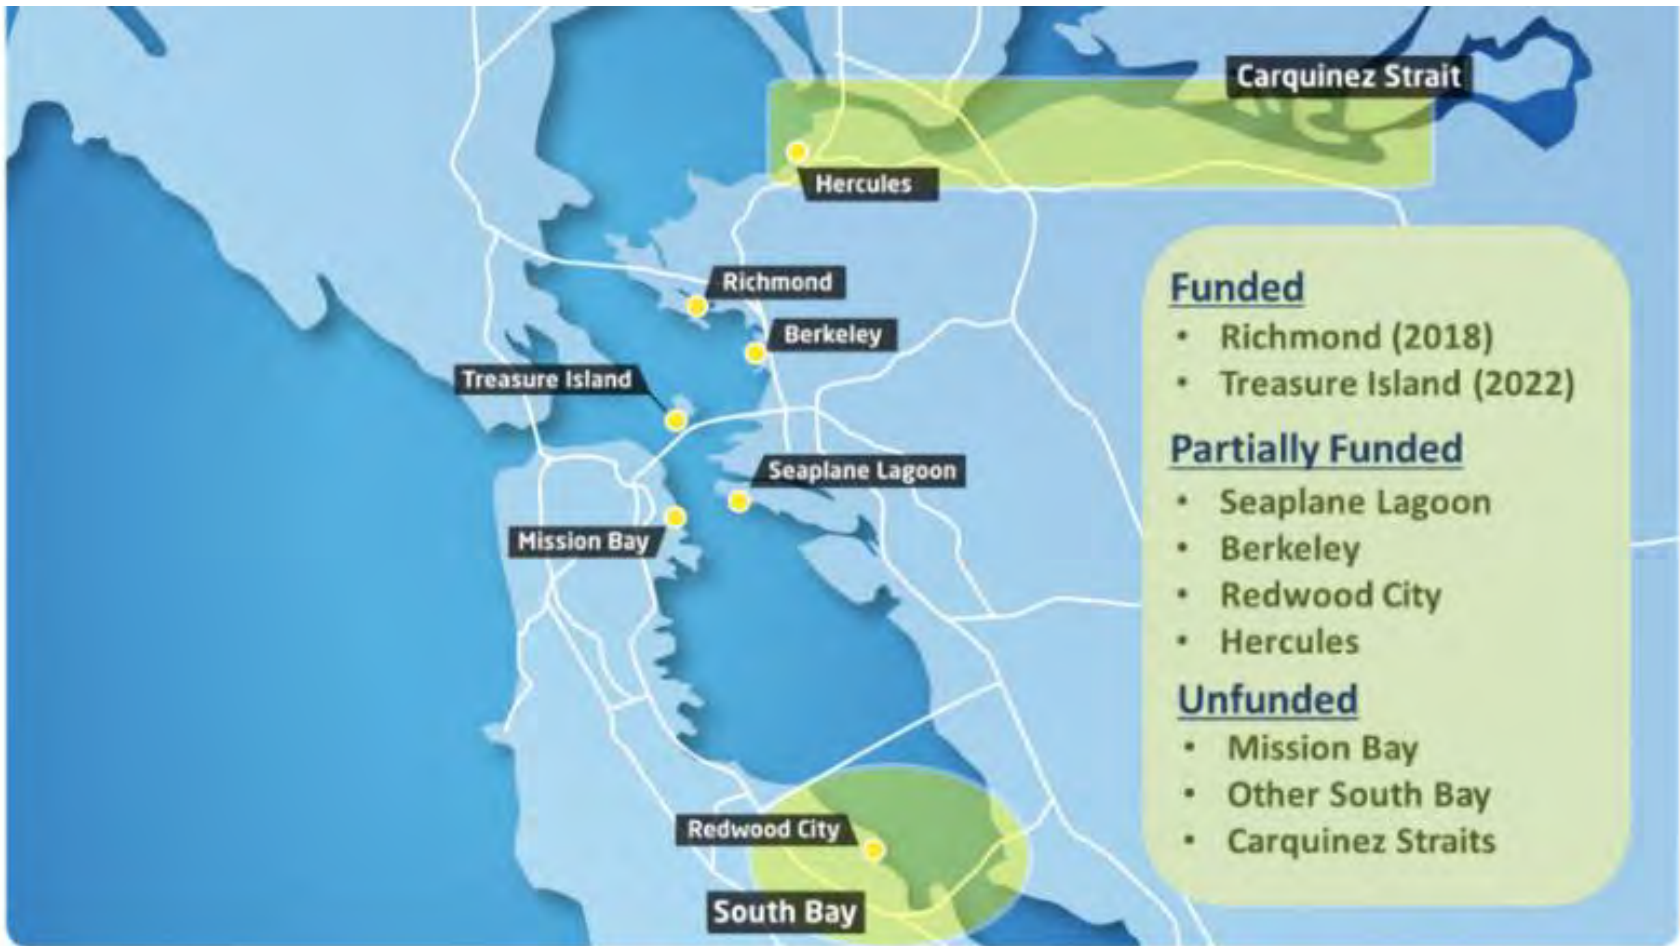 Carquinez Strait
Hercules
Richmond
Berkeley
Treasure Island
Seaplane Lagoon
Mission Bay
Redwood City
South Bay
Funded
• Richmond (2018)
• Treasure Island (2022)
Partially Funded
• Seaplane Lagoon
• Berkeley
• Redwood City
• Hercules
Unfunded
• Mission Bay
• Other South Bay
• Carquinez Straits